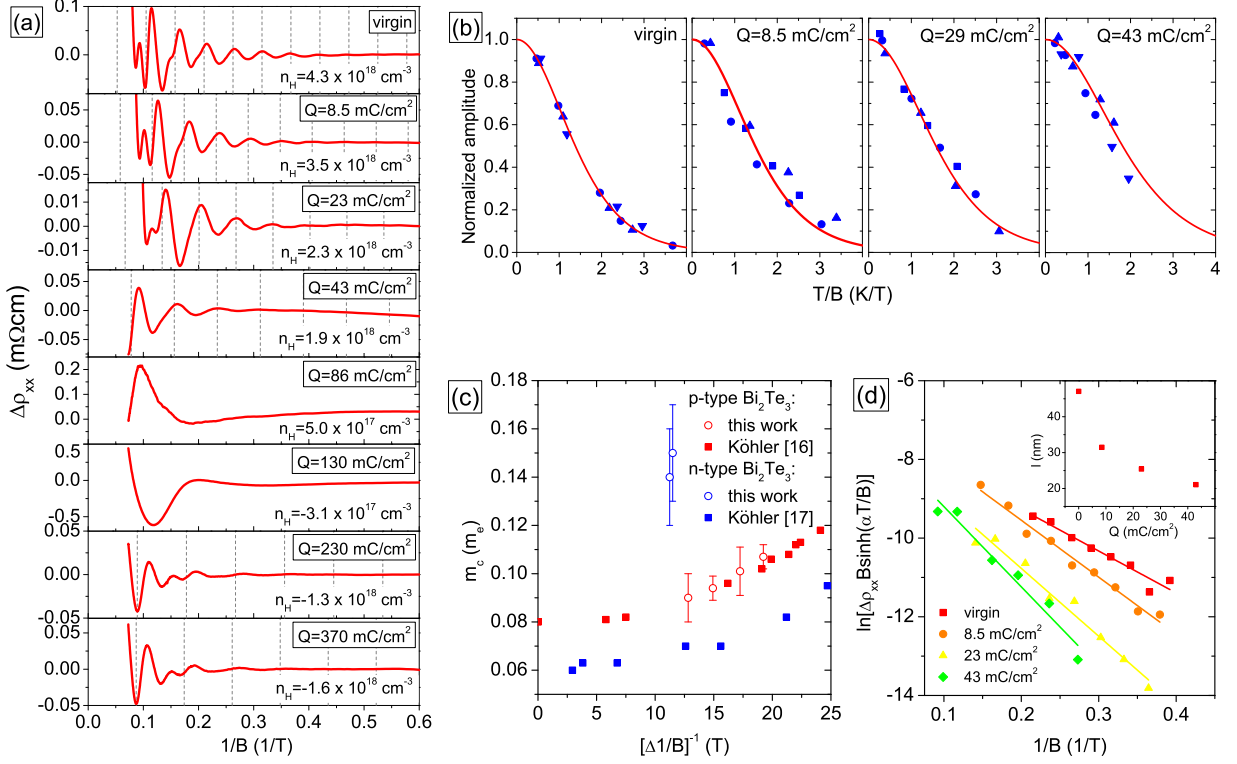 (a)
virgin
n_H=4.3 x 10^18 cm^-3
0.1
0.0
-0.1
Q=8.5 mC/cm^2
n_H=3.5 x 10^18 cm^-3
0.05
0.00
-0.05
Q=23 mC/cm^2
n_H=2.3 x 10^18 cm^-3
0.01
0.00
-0.01
Q=43 mC/cm^2
n_H=1.9 x 10^18 cm^-3
0.05
0.00
-0.05
Q=86 mC/cm^2
n_H=5.0 x 10^17 cm^-3
0.2
0.1
0.0
Q=130 mC/cm^2
n_H=-3.1 x 10^17 cm^-3
0.5
0.0
-0.5
Q=230 mC/cm^2
n_H=-1.3 x 10^18 cm^-3
0.05
0.00
-0.05
Q=370 mC/cm^2
n_H=-1.6 x 10^18 cm^-3
0.05
0.00
-0.05
Δρ_xx (mΩcm)
0.0 0.1 0.2 0.3 0.4 0.5 0.6
1/B (1/T)
(b)
virgin
Q=8.5 mC/cm^2
Q=29 mC/cm^2
Q=43 mC/cm^2
Normalized amplitude
1.0
0.8
0.6
0.4
0.2
0.0
0 1 2 3
0 1 2 3
0 1 2 3
0 1 2 3 4
T/B (K/T)
(c)
p-type Bi_2Te_3:
this work
Köhler [16]
n-type Bi_2Te_3:
this work
Köhler [17]
m_c (m_e)
0.18
0.16
0.14
0.12
0.10
0.08
0.06
0.04
0 5 10 15 20 25
[Δ1/B]^-1 (T)
(d)
ln[Δρ_xxBsinh(αT/B)]
-6
-8
-10
-12
-14
virgin
8.5 mC/cm^2
23 mC/cm^2
43 mC/cm^2
0.1 0.2 0.3 0.4
1/B (1/T)
l (nm)
40
30
20
0 10 20 30 40
Q (mC/cm^2)